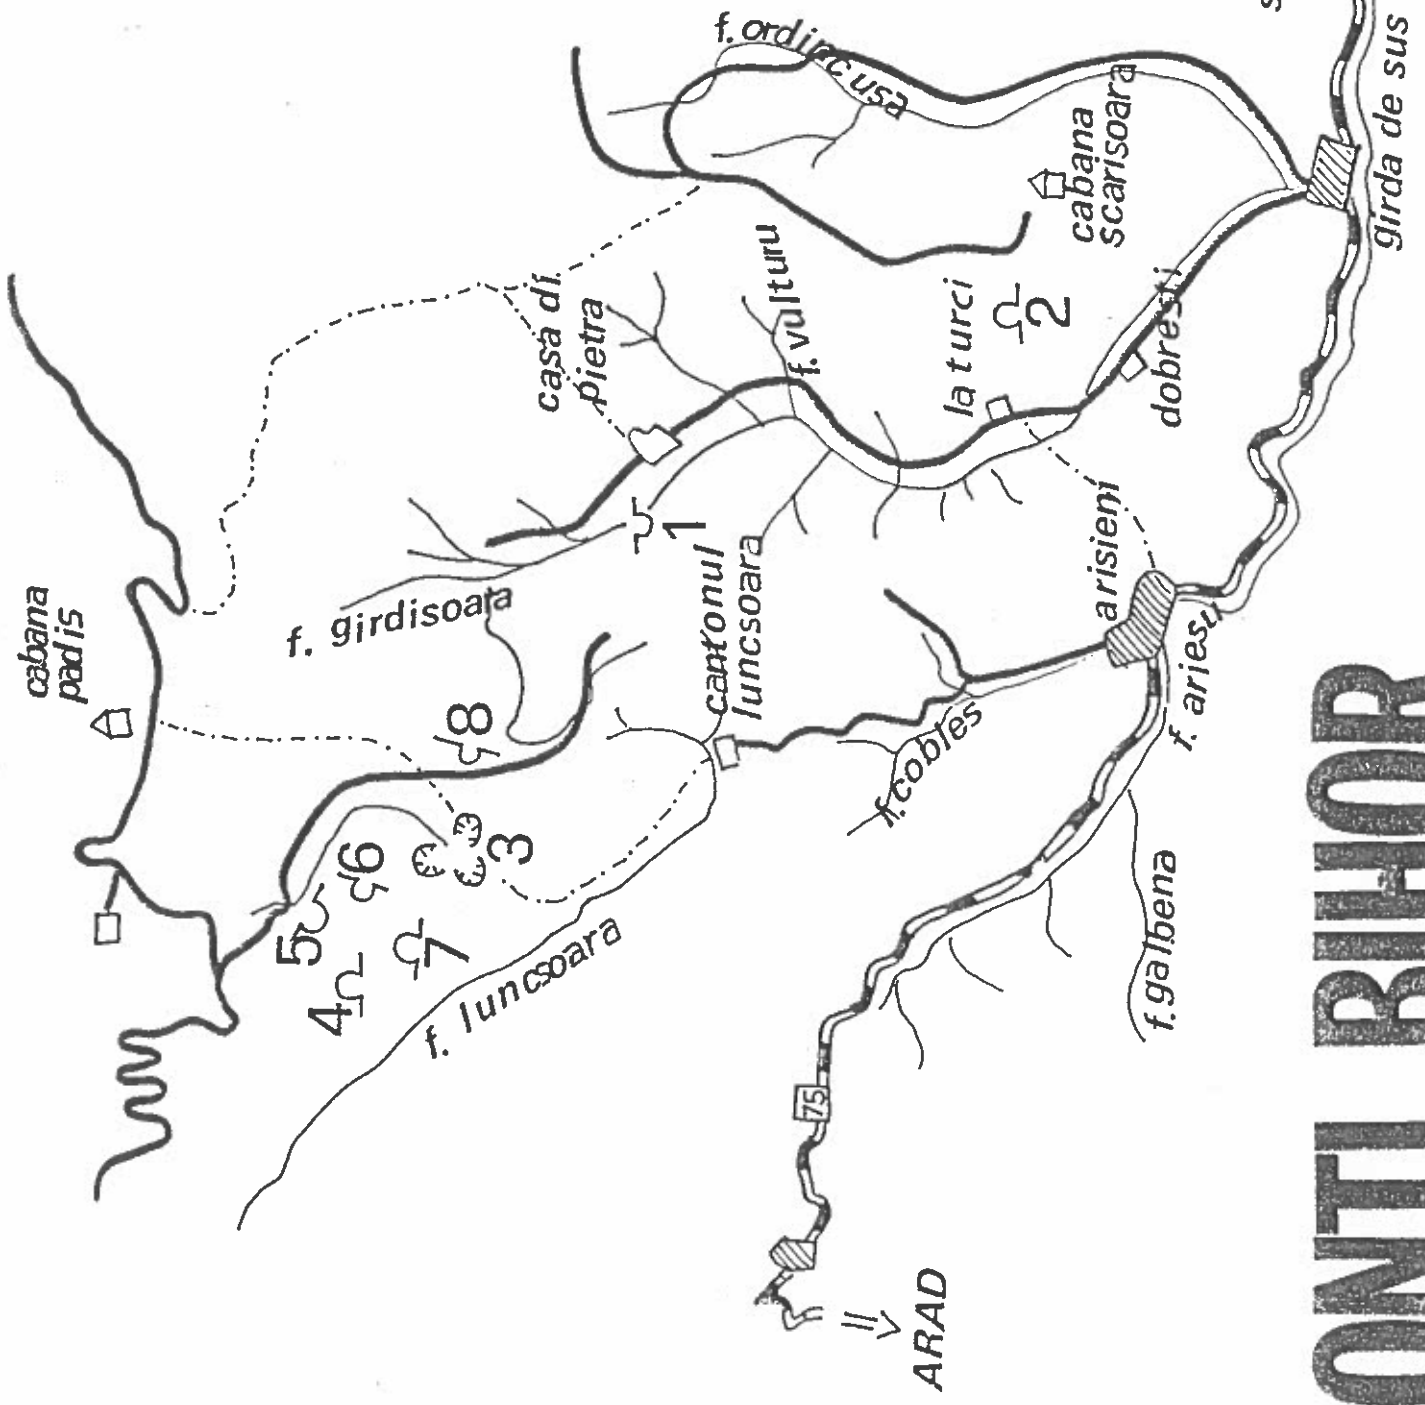 cabana
padis
f. ordincusa
cabana
scarisoara
girda de sus
casa di
pietra
f. vulturu
la turci
2
dobresti
1
f. girdisoara
cantonul
luncsoara
arisieni
f. ariesul
8
6
3
5
4
7
f. luncsoara
f. cobles
f. galbena
75
ARAD
ONTI BIHOR